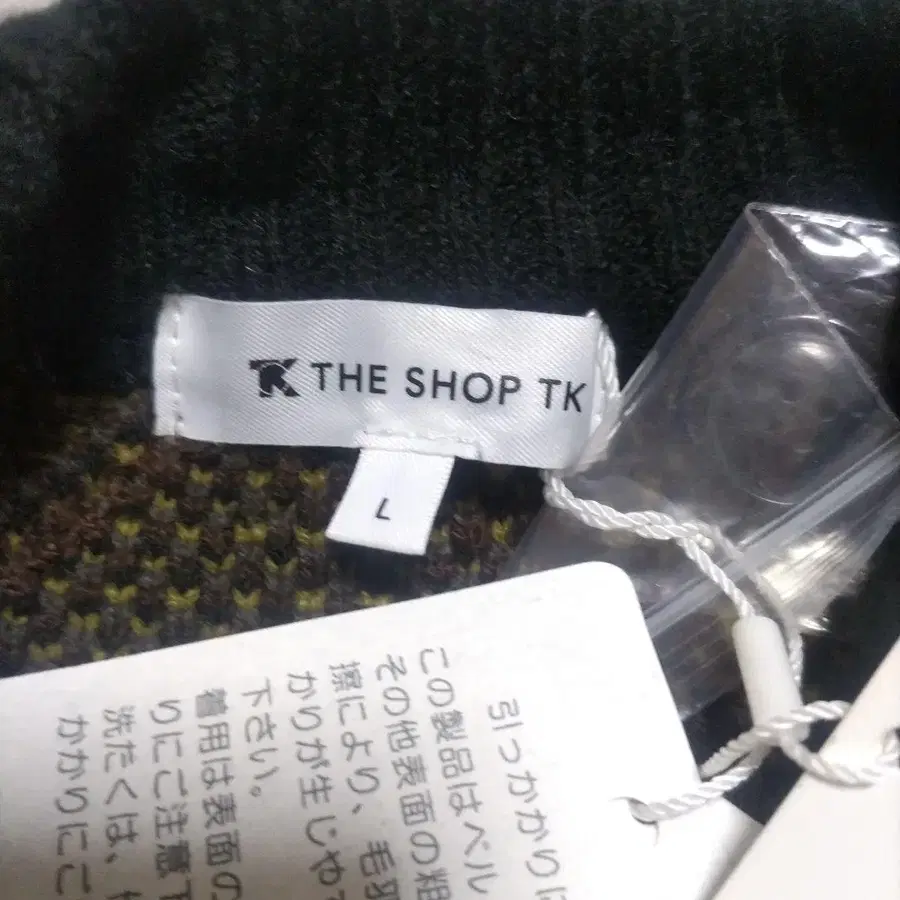 TK THE SHOP TK
L
引っかかりに
この製品はベル
その他表面の粗
擦により、毛羽
かりが生じや
下さい。
着用は表面の
りにご注意下
洗たくは、
かかりにご